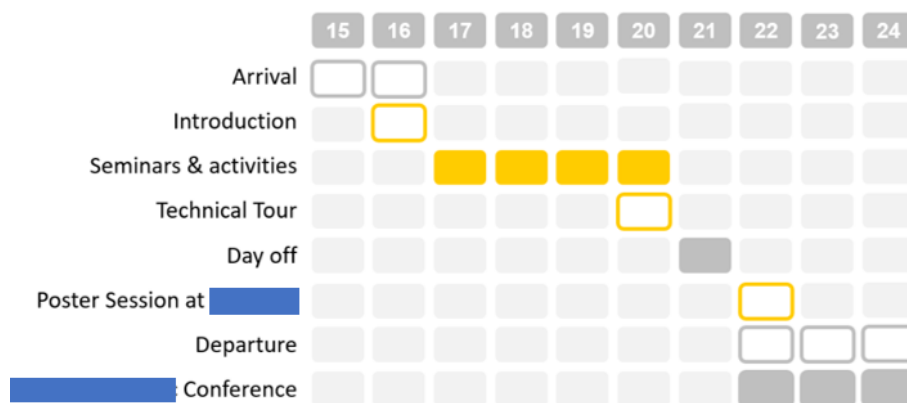 15 16 17 18 19 20 21 22 23 24
Arrival
Introduction
Seminars & activities
Technical Tour
Day off
Poster Session at
Departure
Conference